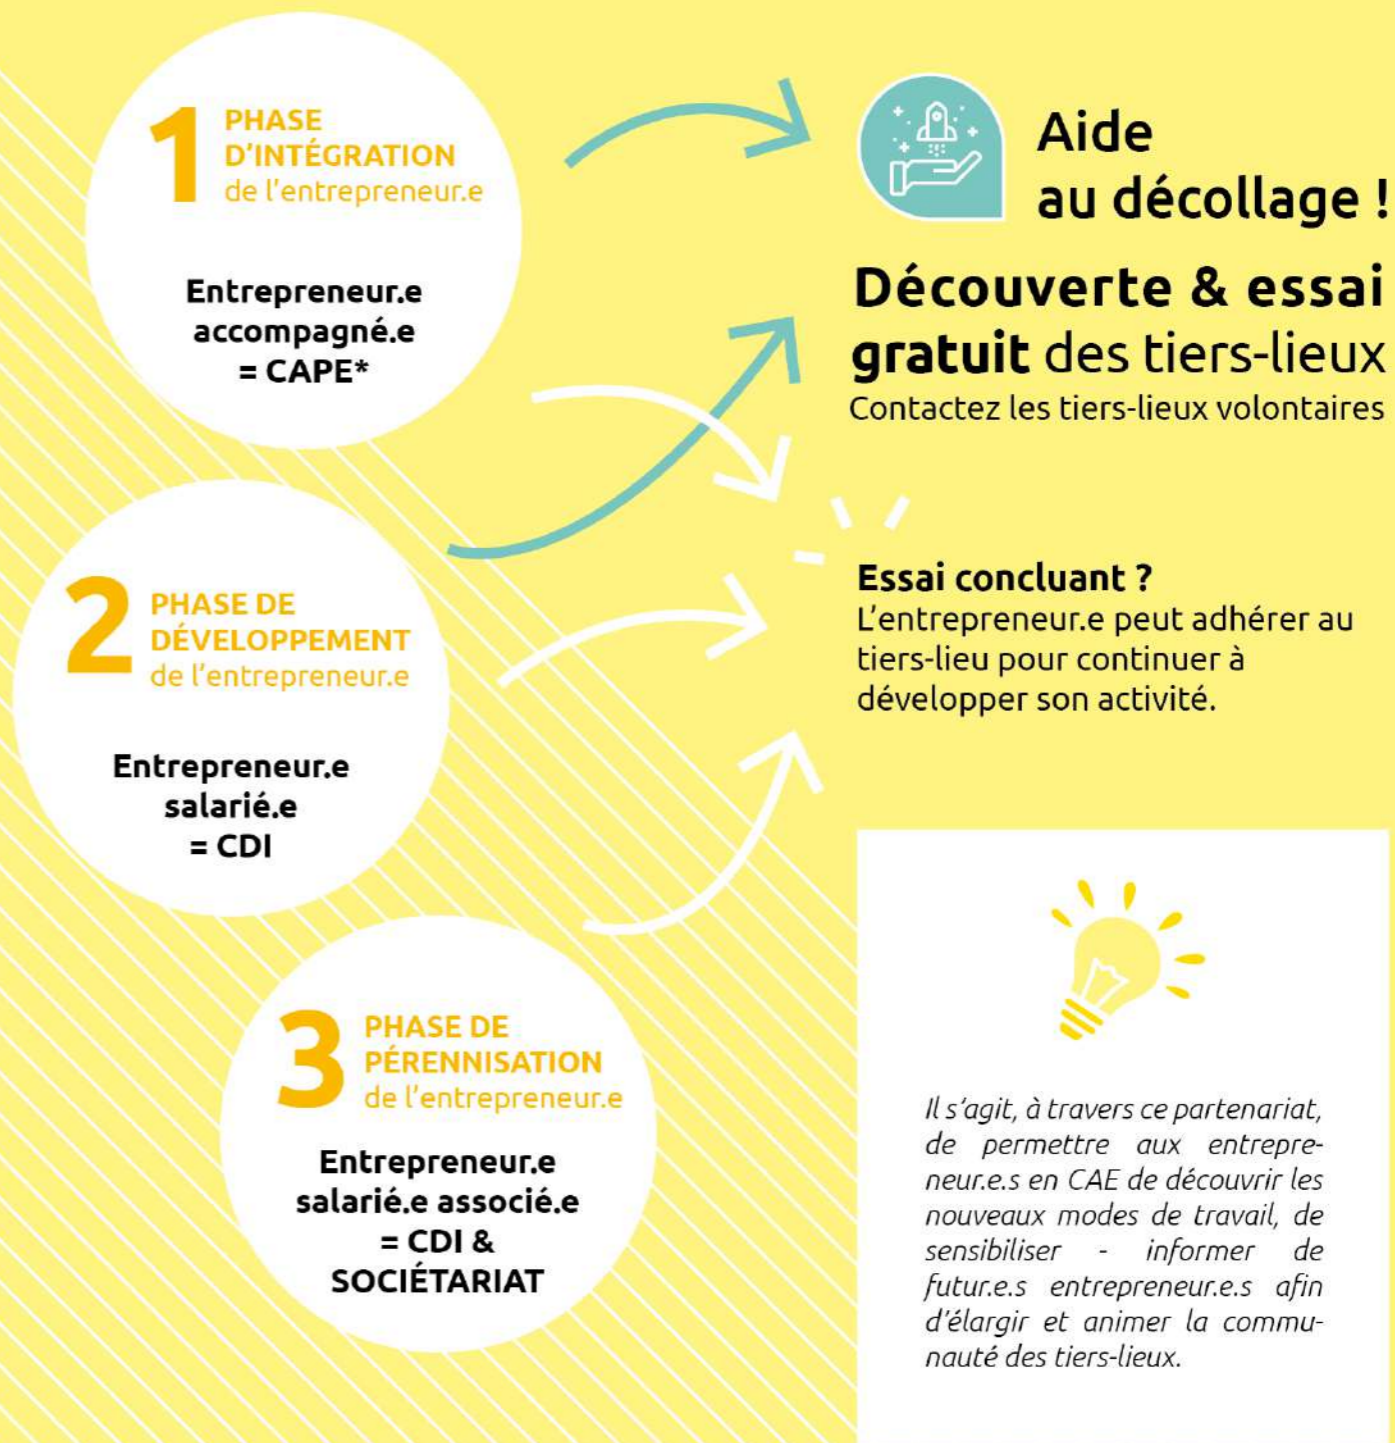 1
PHASE
D'INTÉGRATION
de l'entrepreneur.e
Entrepreneur.e
accompagné.e
= CAPE*
2
PHASE DE
DÉVELOPPEMENT
de l'entrepreneur.e
Entrepreneur.e
salarié.e
= CDI
3
PHASE DE
PÉRENNISATION
de l'entrepreneur.e
Entrepreneur.e
salarié.e associé.e
= CDI &
SOCIÉTARIAT
Aide
au décollage !
Découverte & essai
gratuit des tiers-lieux
Contactez les tiers-lieux volontaires
Essai concluant ?
L'entrepreneur.e peut adhérer au
tiers-lieu pour continuer à
développer son activité.
Il s'agit, à travers ce partenariat,
de permettre aux entrepre-
neur.e.s en CAE de découvrir les
nouveaux modes de travail, de
sensibiliser - informer de
futur.e.s entrepreneur.e.s afin
d'élargir et animer la commu-
nauté des tiers-lieux.